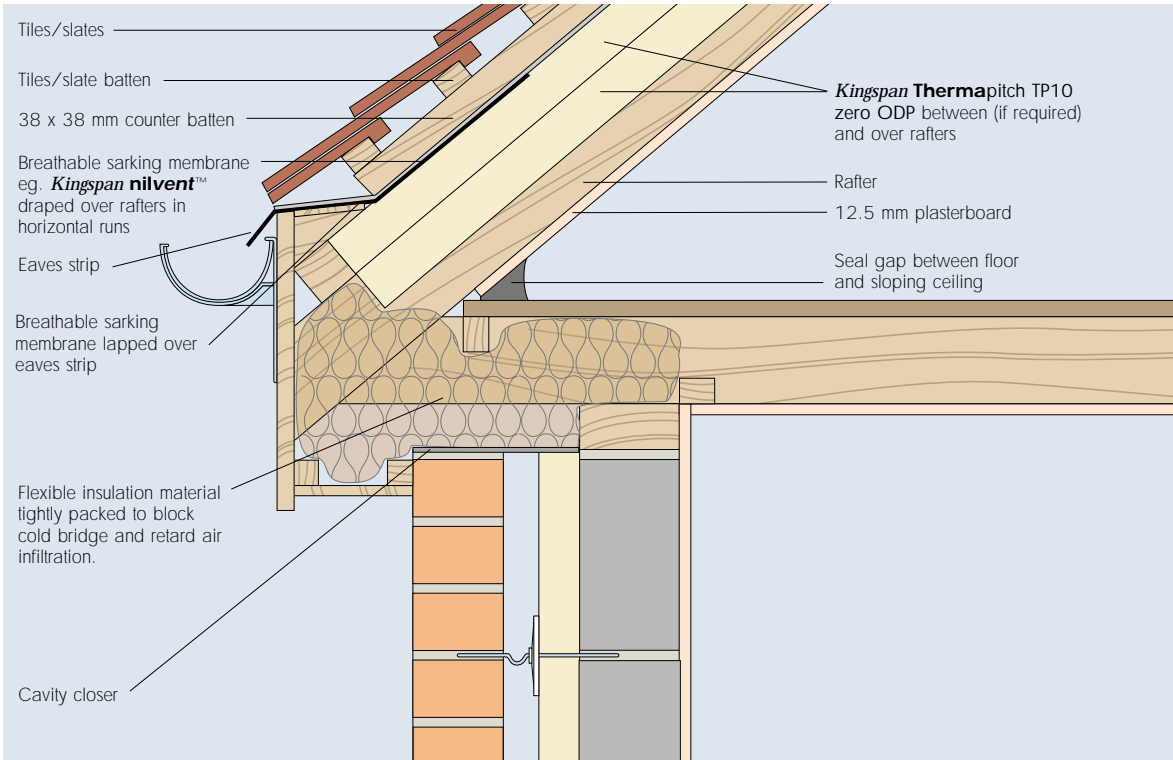 Tiles/slates
Tiles/slate batten
38 x 38 mm counter batten
Breathable sarking membrane
eg. Kingspan nilvent™
draped over rafters in
horizontal runs
Eaves strip
Breathable sarking
membrane lapped over
eaves strip
Flexible insulation material
tightly packed to block
cold bridge and retard air
infiltration.
Cavity closer
Kingspan Thermapitch TP10
zero ODP between (if required)
and over rafters
Rafter
12.5 mm plasterboard
Seal gap between floor
and sloping ceiling